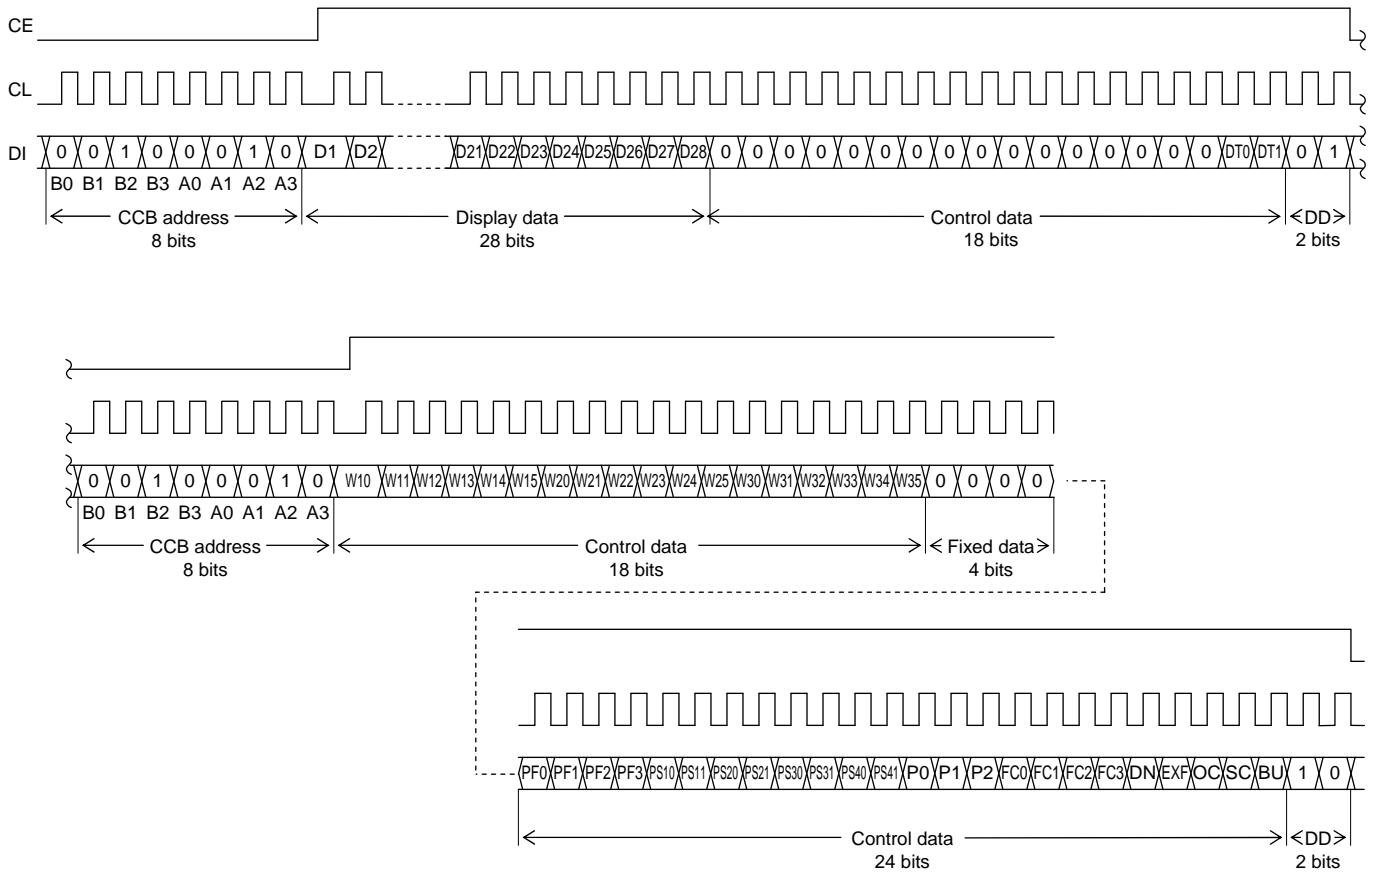 CE
CL
DI 0 0 1 0 0 0 1 0 D1 D2 D21 D22 D23 D24 D25 D26 D27 D28 0 0 0 0 0 0 0 0 0 0 0 0 0 0 0 0 DT0 DT1 0 1
B0 B1 B2 B3 A0 A1 A2 A3
CCB address Display data Control data DD
8 bits 28 bits 18 bits 2 bits
0 0 1 0 0 0 1 0 W10 W11 W12 W13 W14 W15 W20 W21 W22 W23 W24 W25 W30 W31 W32 W33 W34 W35 0 0 0 0
B0 B1 B2 B3 A0 A1 A2 A3
CCB address Control data Fixed data
8 bits 18 bits 4 bits
PF0 PF1 PF2 PF3 PS10 PS11 PS20 PS21 PS30 PS31 PS40 PS41 P0 P1 P2 FC0 FC1 FC2 FC3 DN EXF OC SC BU 1 0
Control data DD
24 bits 2 bits